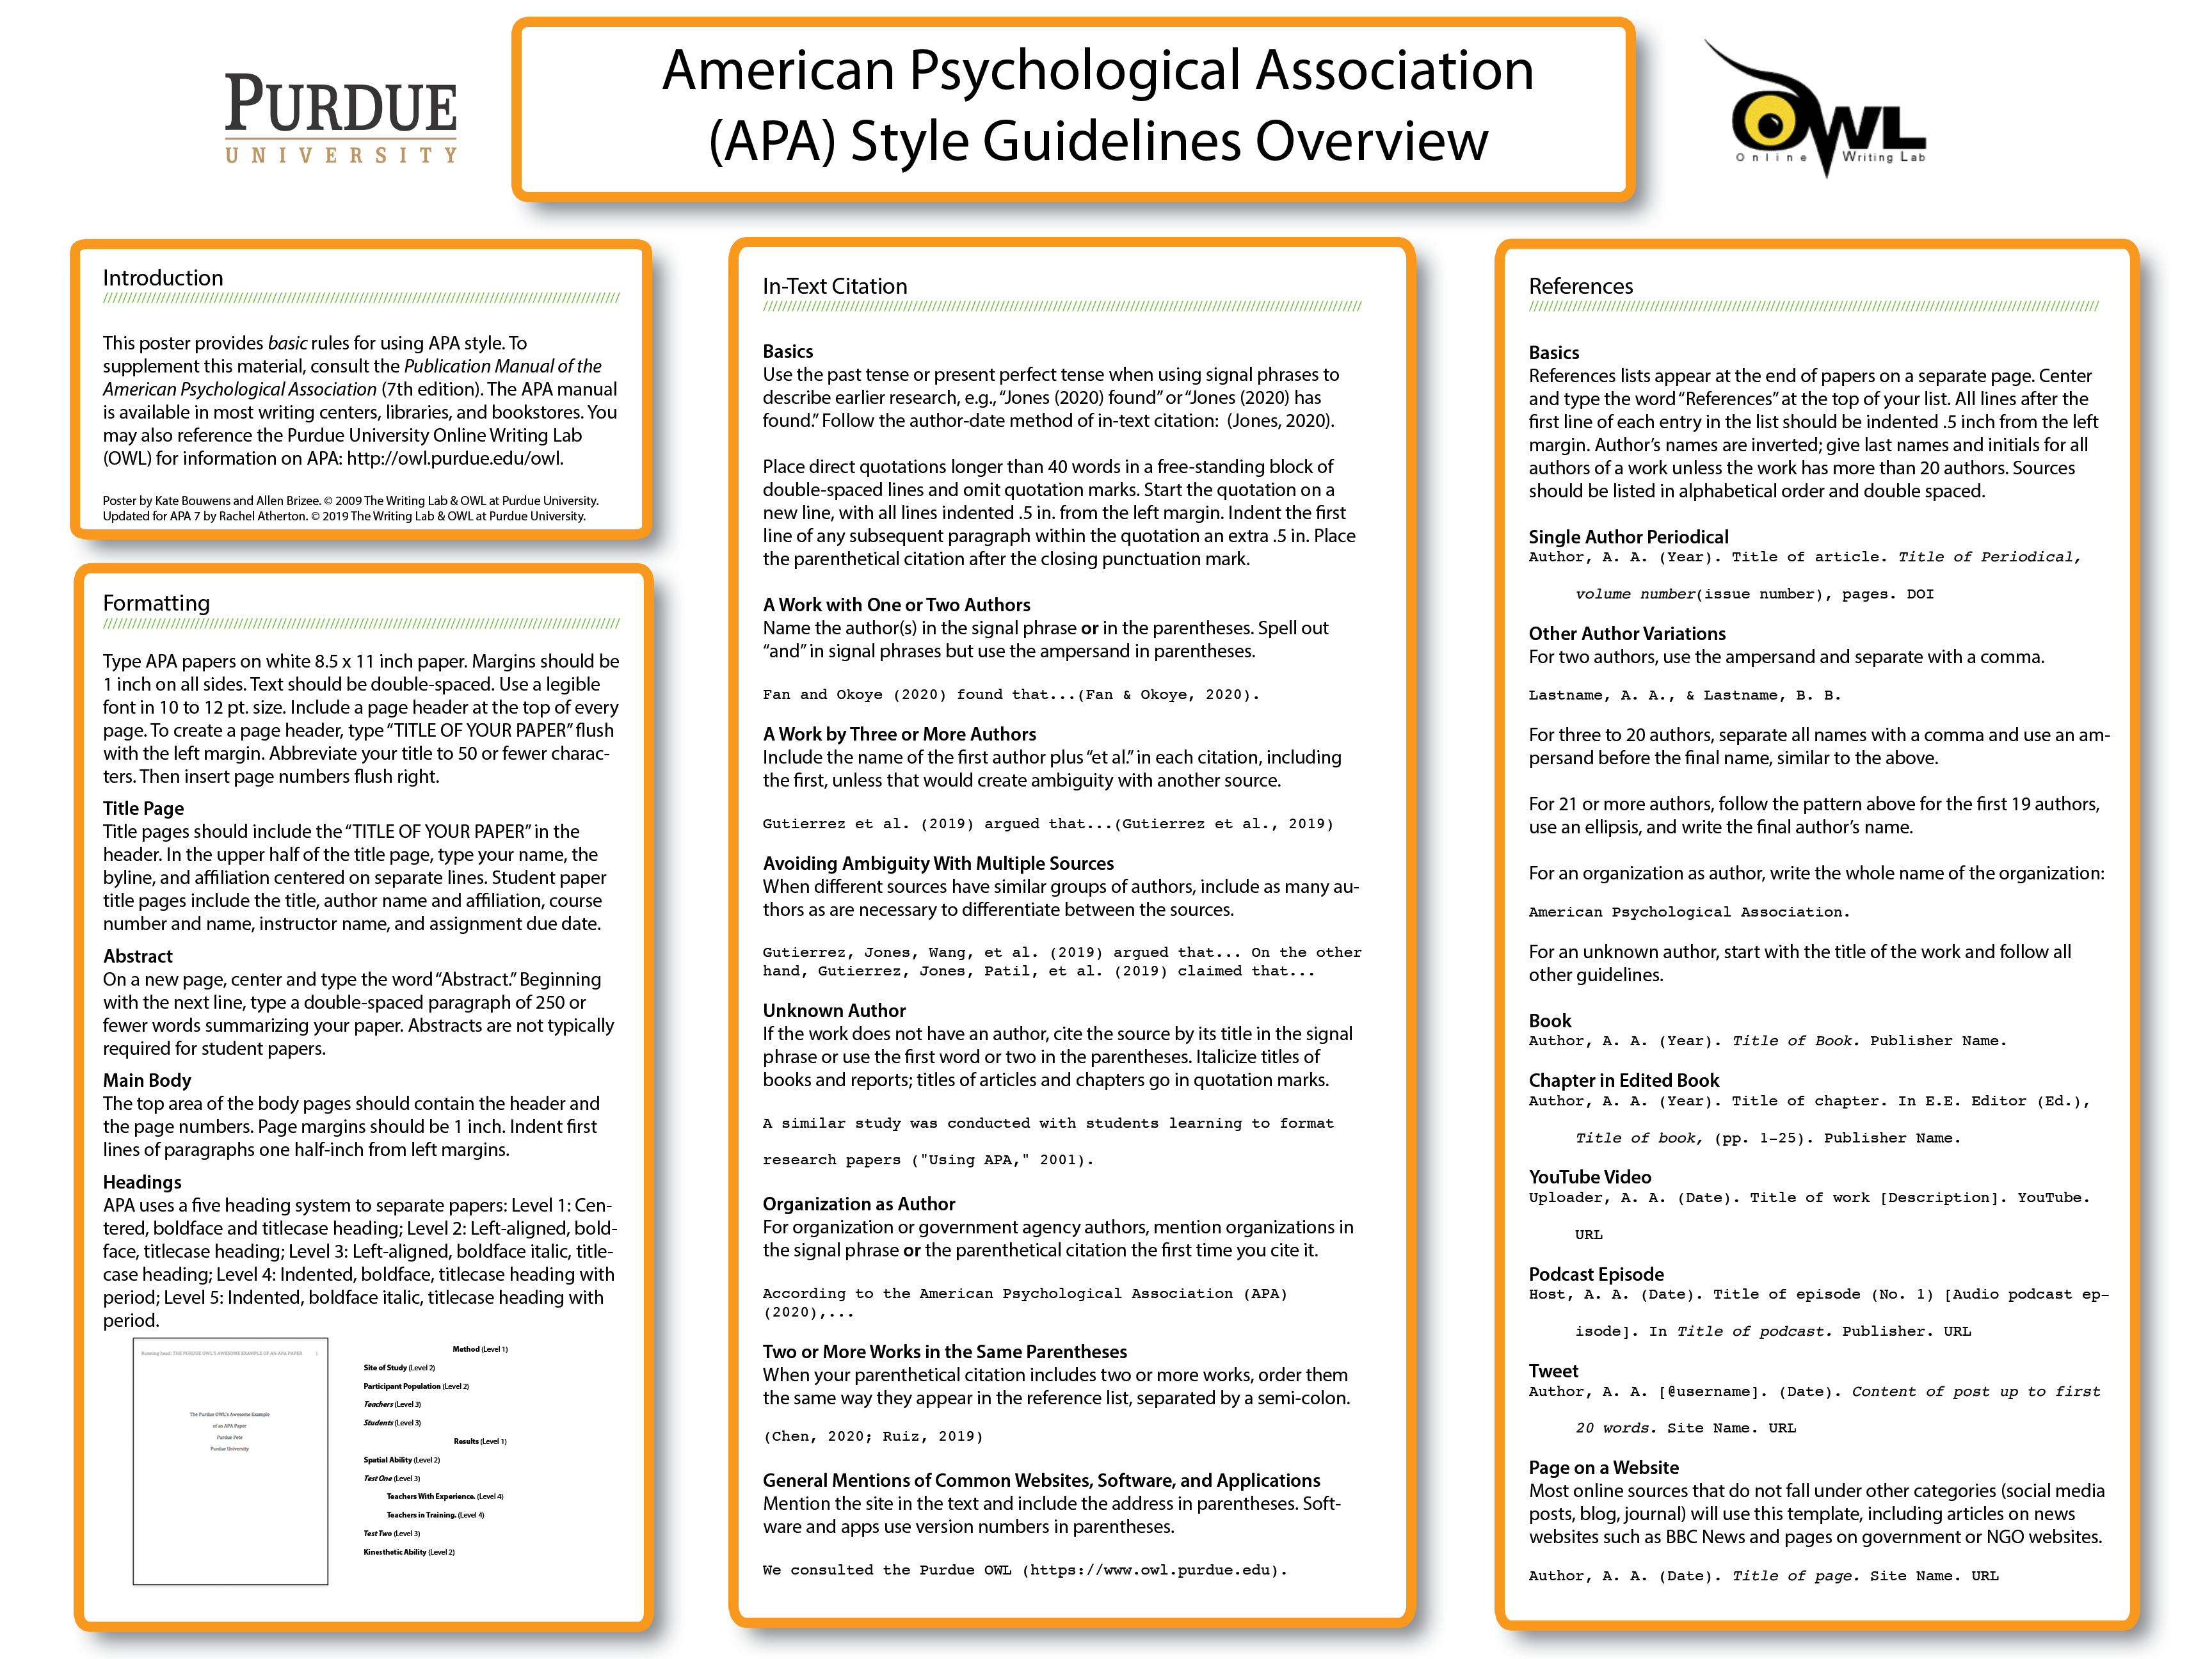 PURDUE
UNIVERSITY
American Psychological Association
(APA) Style Guidelines Overview
OWL
Online Writing Lab
Introduction
This poster provides basic rules for using APA style. To
supplement this material, consult the Publication Manual of the
American Psychological Association (7th edition). The APA manual
is available in most writing centers, libraries, and bookstores. You
may also reference the Purdue University Online Writing Lab
(OWL) for information on APA: http://owl.purdue.edu/owl.
Poster by Kate Bouwens and Allen Brizee. © 2009 The Writing Lab & OWL at Purdue University.
Updated for APA 7 by Rachel Atherton. © 2019 The Writing Lab & OWL at Purdue University.
Formatting
Type APA papers on white 8.5 x 11 inch paper. Margins should be
1 inch on all sides. Text should be double-spaced. Use a legible
font in 10 to 12 pt. size. Include a page header at the top of every
page. To create a page header, type “TITLE OF YOUR PAPER” flush
with the left margin. Abbreviate your title to 50 or fewer charac-
ters. Then insert page numbers flush right.
Title Page
Title pages should include the “TITLE OF YOUR PAPER” in the
header. In the upper half of the title page, type your name, the
byline, and affiliation centered on separate lines. Student paper
title pages include the title, author name and affiliation, course
number and name, instructor name, and assignment due date.
Abstract
On a new page, center and type the word “Abstract.” Beginning
with the next line, type a double-spaced paragraph of 250 or
fewer words summarizing your paper. Abstracts are not typically
required for student papers.
Main Body
The top area of the body pages should contain the header and
the page numbers. Page margins should be 1 inch. Indent first
lines of paragraphs one half-inch from left margins.
Headings
APA uses a five heading system to separate papers: Level 1: Cen-
tered, boldface and titlecase heading; Level 2: Left-aligned, bold-
face, titlecase heading; Level 3: Left-aligned, boldface italic, title-
case heading; Level 4: Indented, boldface, titlecase heading with
period; Level 5: Indented, boldface italic, titlecase heading with
period.
Running head: THE PURDUE OWL'S AWESOME EXAMPLE OF AN APA PAPER 1
The Purdue OWL's Awesome Example
of an APA Paper
Purdue Pete
Purdue University
Method (Level 1)
Site of Study (Level 2)
Participant Population (Level 2)
Teachers (Level 3)
Students (Level 3)
Results (Level 1)
Spatial Ability (Level 2)
Test One (Level 3)
Teachers With Experience. (Level 4)
Teachers in Training. (Level 4)
Test Two (Level 3)
Kinesthetic Ability (Level 2)
In-Text Citation
Basics
Use the past tense or present perfect tense when using signal phrases to
describe earlier research, e.g., “Jones (2020) found” or “Jones (2020) has
found.” Follow the author-date method of in-text citation: (Jones, 2020).
Place direct quotations longer than 40 words in a free-standing block of
double-spaced lines and omit quotation marks. Start the quotation on a
new line, with all lines indented .5 in. from the left margin. Indent the first
line of any subsequent paragraph within the quotation an extra .5 in. Place
the parenthetical citation after the closing punctuation mark.
A Work with One or Two Authors
Name the author(s) in the signal phrase or in the parentheses. Spell out
“and” in signal phrases but use the ampersand in parentheses.
Fan and Okoye (2020) found that...(Fan & Okoye, 2020).
A Work by Three or More Authors
Include the name of the first author plus “et al.” in each citation, including
the first, unless that would create ambiguity with another source.
Gutierrez et al. (2019) argued that...(Gutierrez et al., 2019)
Avoiding Ambiguity With Multiple Sources
When different sources have similar groups of authors, include as many au-
thors as are necessary to differentiate between the sources.
Gutierrez, Jones, Wang, et al. (2019) argued that... On the other
hand, Gutierrez, Jones, Patil, et al. (2019) claimed that...
Unknown Author
If the work does not have an author, cite the source by its title in the signal
phrase or use the first word or two in the parentheses. Italicize titles of
books and reports; titles of articles and chapters go in quotation marks.
A similar study was conducted with students learning to format
research papers ("Using APA," 2001).
Organization as Author
For organization or government agency authors, mention organizations in
the signal phrase or the parenthetical citation the first time you cite it.
According to the American Psychological Association (APA)
(2020),...
Two or More Works in the Same Parentheses
When your parenthetical citation includes two or more works, order them
the same way they appear in the reference list, separated by a semi-colon.
(Chen, 2020; Ruiz, 2019)
General Mentions of Common Websites, Software, and Applications
Mention the site in the text and include the address in parentheses. Soft-
ware and apps use version numbers in parentheses.
We consulted the Purdue OWL (https://www.owl.purdue.edu).
References
Basics
References lists appear at the end of papers on a separate page. Center
and type the word “References” at the top of your list. All lines after the
first line of each entry in the list should be indented .5 inch from the left
margin. Author’s names are inverted; give last names and initials for all
authors of a work unless the work has more than 20 authors. Sources
should be listed in alphabetical order and double spaced.
Single Author Periodical
Author, A. A. (Year). Title of article. Title of Periodical,
volume number(issue number), pages. DOI
Other Author Variations
For two authors, use the ampersand and separate with a comma.
Lastname, A. A., & Lastname, B. B.
For three to 20 authors, separate all names with a comma and use an am-
persand before the final name, similar to the above.
For 21 or more authors, follow the pattern above for the first 19 authors,
use an ellipsis, and write the final author’s name.
For an organization as author, write the whole name of the organization:
American Psychological Association.
For an unknown author, start with the title of the work and follow all
other guidelines.
Book
Author, A. A. (Year). Title of Book. Publisher Name.
Chapter in Edited Book
Author, A. A. (Year). Title of chapter. In E.E. Editor (Ed.),
Title of book, (pp. 1-25). Publisher Name.
YouTube Video
Uploader, A. A. (Date). Title of work [Description]. YouTube.
URL
Podcast Episode
Host, A. A. (Date). Title of episode (No. 1) [Audio podcast ep-
isode]. In Title of podcast. Publisher. URL
Tweet
Author, A. A. [@username]. (Date). Content of post up to first
20 words. Site Name. URL
Page on a Website
Most online sources that do not fall under other categories (social media
posts, blog, journal) will use this template, including articles on news
websites such as BBC News and pages on government or NGO websites.
Author, A. A. (Date). Title of page. Site Name. URL